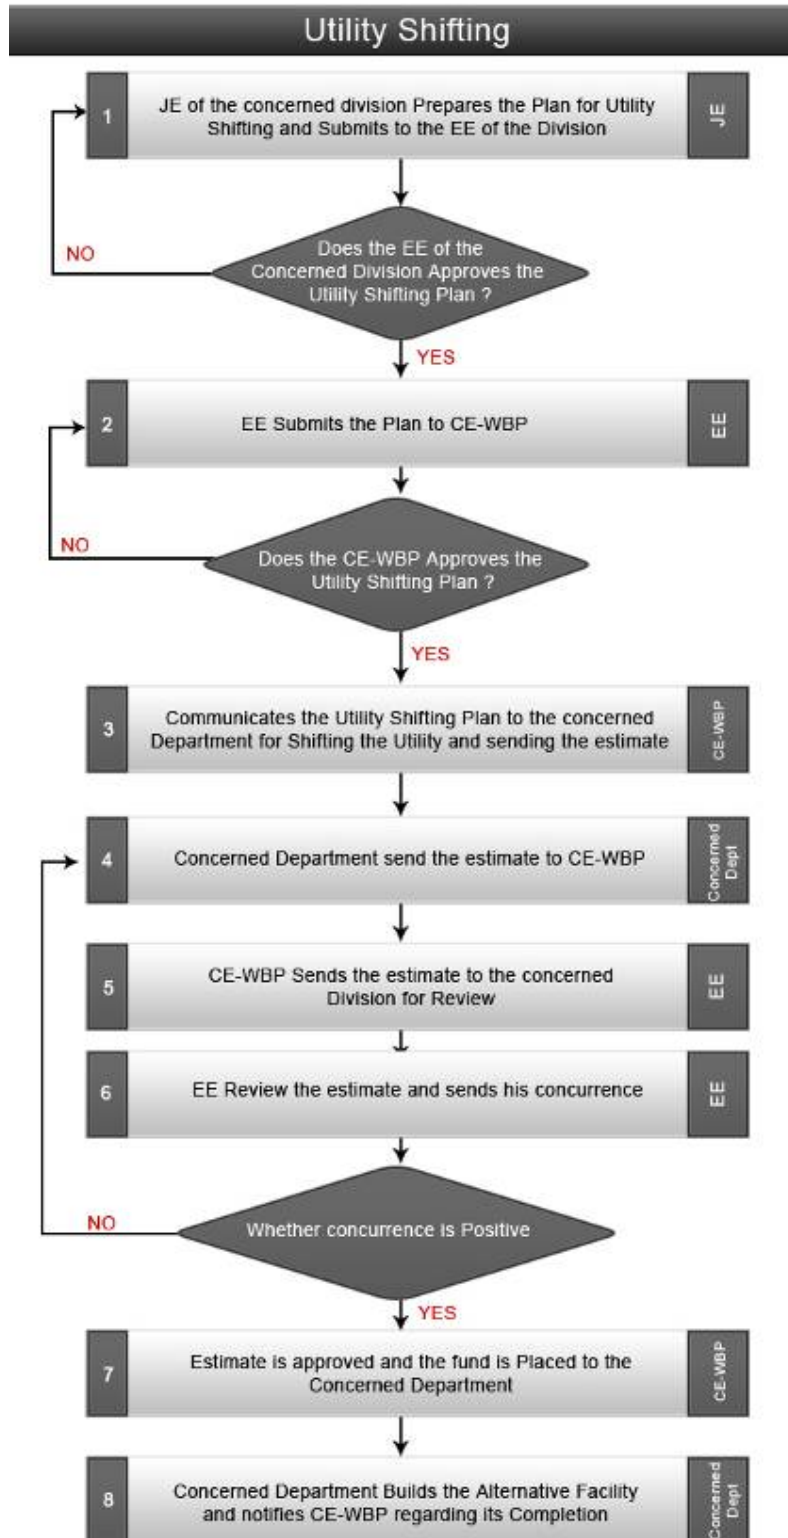 Utility Shifting
1
JE of the concerned division Prepares the Plan for Utility
Shifting and Submits to the EE of the Division
JE
NO
Does the EE of the
Concerned Division Approves the
Utility Shifting Plan ?
YES
2
EE Submits the Plan to CE-WBP
EE
NO
Does the CE-WBP Approves the
Utility Shifting Plan ?
YES
3
Communicates the Utility Shifting Plan to the concerned
Department for Shifting the Utility and sending the estimate
CE-WBP
4
Concerned Department send the estimate to CE-WBP
Concerned
Dept
5
CE-WBP Sends the estimate to the concerned
Division for Review
EE
6
EE Review the estimate and sends his concurrence
EE
NO
Whether concurrence is Positive
YES
7
Estimate is approved and the fund is Placed to the
Concerned Department
CE-WBP
8
Concerned Department Builds the Alternative Facility
and notifies CE-WBP regarding its Completion
Concerned
Dept